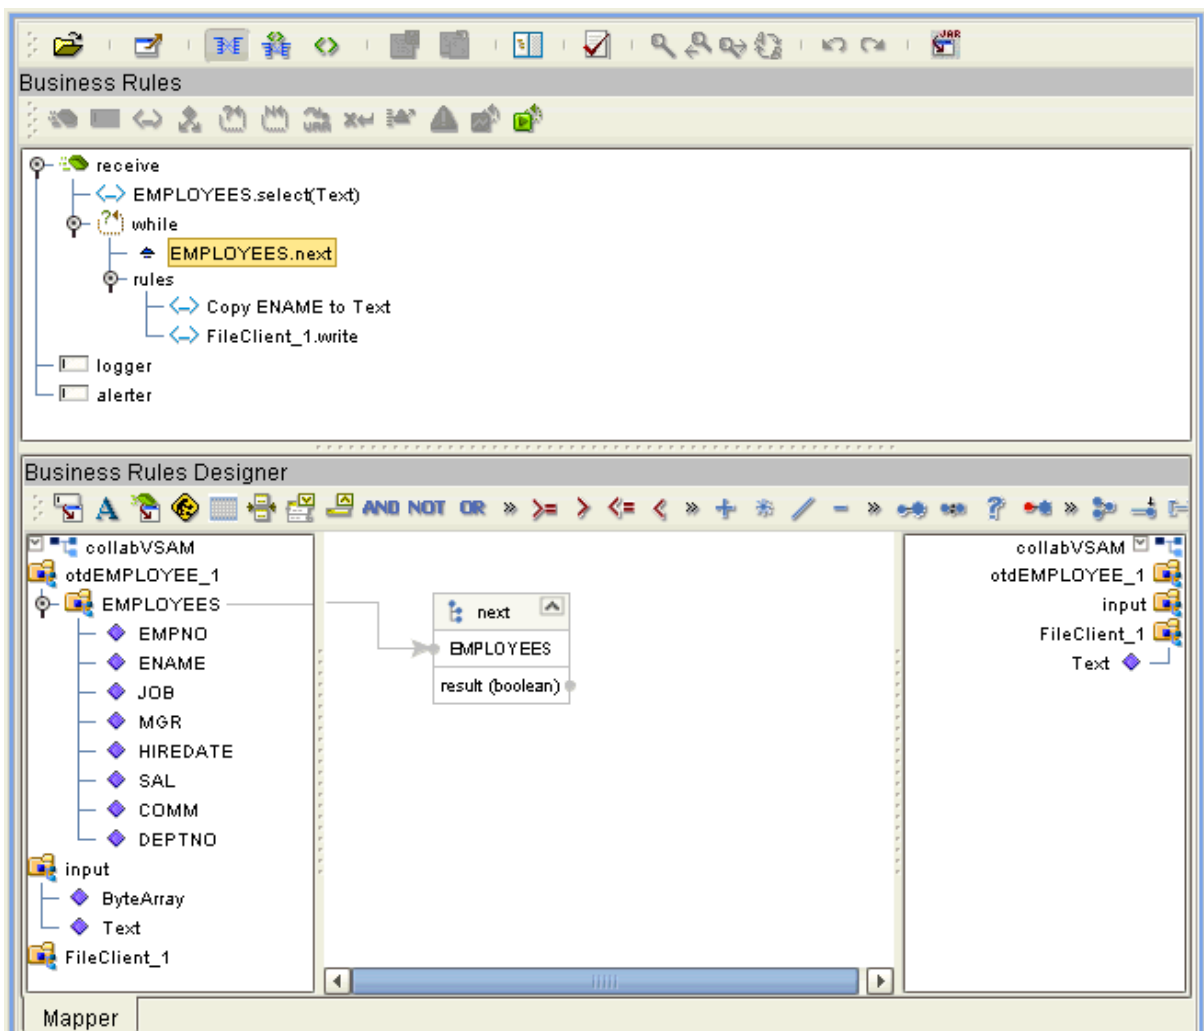 JAR
Business Rules
JAR
receive
EMPLOYEES.select(Text)
while
EMPLOYEES.next
rules
Copy ENAME to Text
FileClient_1.write
logger
alerter
Business Rules Designer
A AND NOT OR » >= > <= < » + * / - » ? »
collabVSAM
otdEMPLOYEE_1
EMPLOYEES
EMPNO
ENAME
JOB
MGR
HIREDATE
SAL
COMM
DEPTNO
input
ByteArray
Text
FileClient_1
next
EMPLOYEES
result (boolean)
collabVSAM
otdEMPLOYEE_1
input
FileClient_1
Text
Mapper